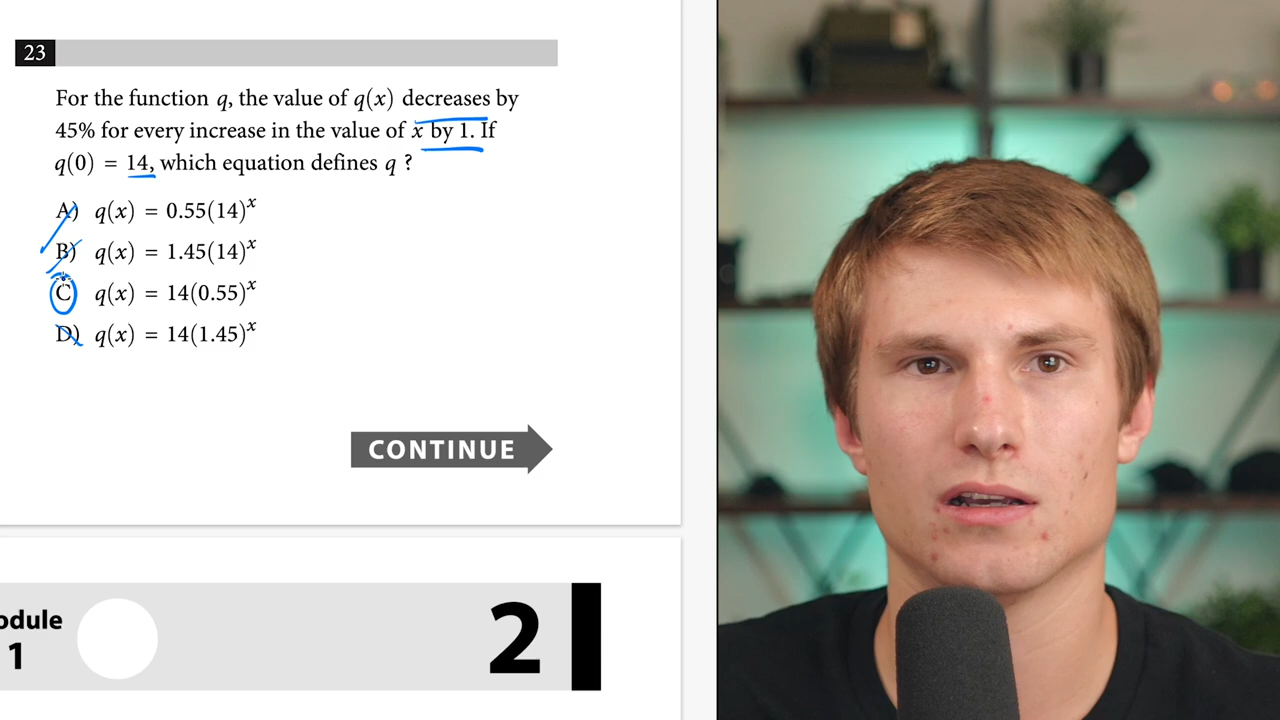 23
For the function q, the value of q(x) decreases by
45% for every increase in the value of x by 1. If
q(0) = 14, which equation defines q ?
A) q(x) = 0.55(14)^x
B) q(x) = 1.45(14)^x
C q(x) = 14(0.55)^x
D) q(x) = 14(1.45)^x
CONTINUE
odule
1
2